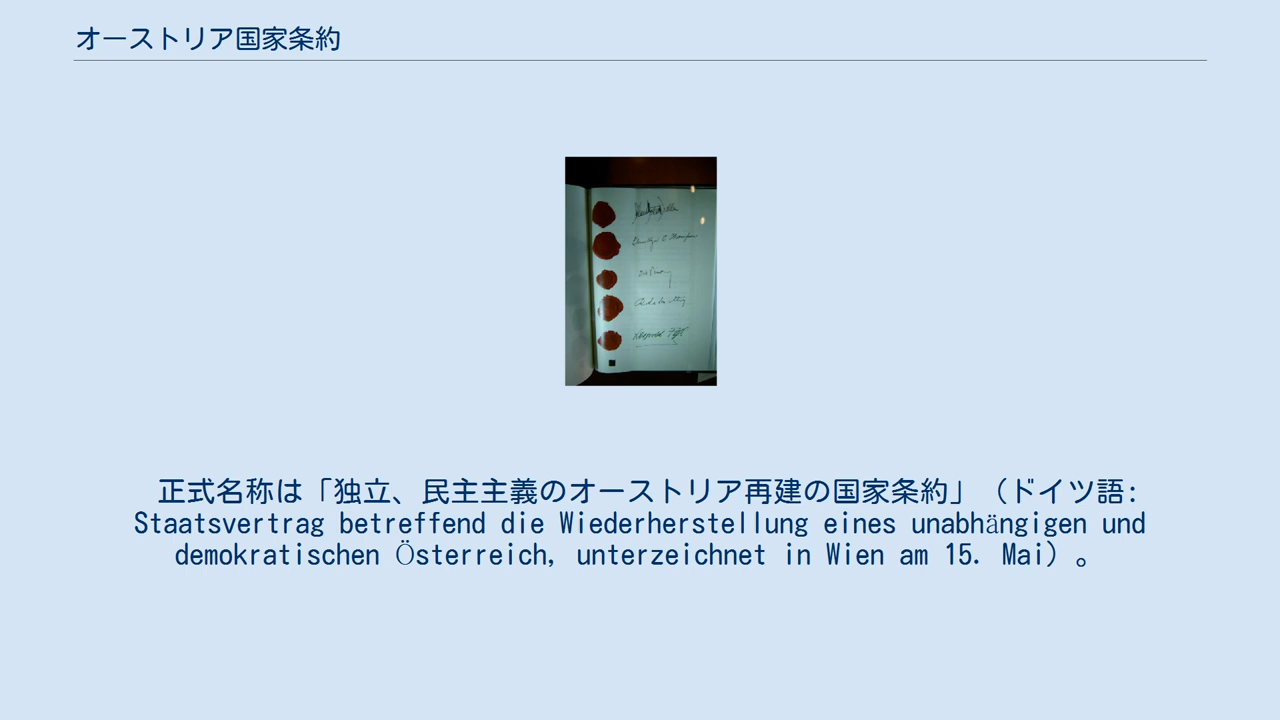 オーストリア国家条約
正式名称は「独立、民主主義のオーストリア再建の国家条約」（ドイツ語:
Staatsvertrag betreffend die Wiederherstellung eines unabhängigen und
demokratischen Österreich, unterzeichnet in Wien am 15. Mai）。